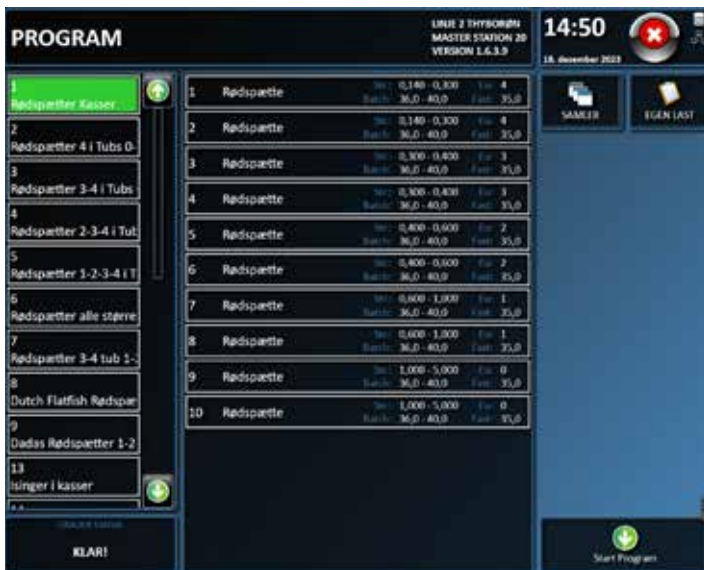 PROGRAM
LINJE 2 THYBORØN
MASTER STATION 20
VERSION 1.6.3.9
14:50
18. december 2023
SAMLER
EGEN LAST
1
Rødspætter Kasser
2
Rødspætter 4 i Tubs 0-
3
Rødspætter 3-4 i Tubs
4
Rødspætter 2-3-4 i Tub
5
Rødspætter 1-2-3-4 i T
6
Rødspætter alle større
7
Rødspætter 3-4 tub 1-
8
Dutch Flatfish Rødspæ
9
Dadas Rødspætter 1-2
13
Isinger i kasser
KLAR!
1 Rødspætte 0,140 - 0,300 4
Batch: 36,0 - 40,0 35,0
2 Rødspætte 0,140 - 0,300 4
Batch: 36,0 - 40,0 35,0
3 Rødspætte 0,300 - 0,400 3
Batch: 36,0 - 40,0 35,0
4 Rødspætte 0,300 - 0,400 3
Batch: 36,0 - 40,0 35,0
5 Rødspætte 0,400 - 0,600 2
Batch: 36,0 - 40,0 35,0
6 Rødspætte 0,400 - 0,600 2
Batch: 36,0 - 40,0 35,0
7 Rødspætte 0,600 - 1,000 1
Batch: 36,0 - 40,0 35,0
8 Rødspætte 0,600 - 1,000 1
Batch: 36,0 - 40,0 35,0
9 Rødspætte 1,000 - 5,000 0
Batch: 36,0 - 40,0 35,0
10 Rødspætte 1,000 - 5,000 0
Batch: 36,0 - 40,0 35,0
Start Program